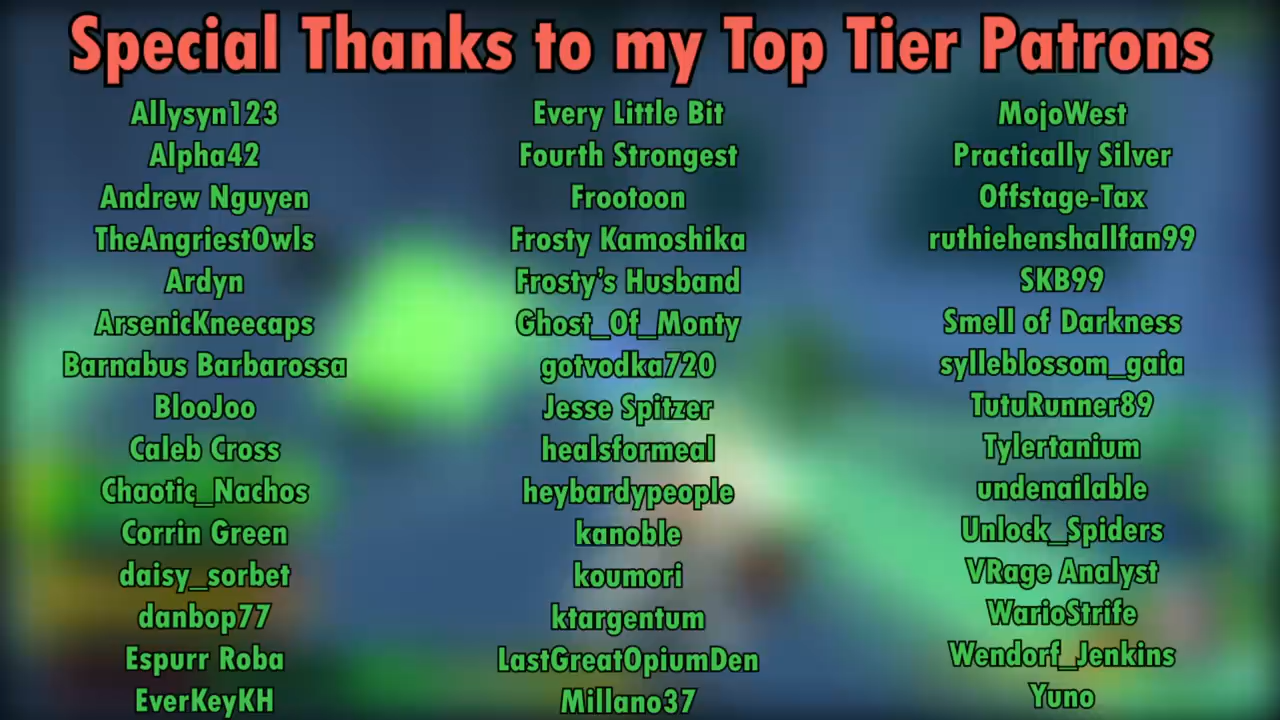 Special Thanks to my Top Tier Patrons
Allysyn123
Alpha42
Andrew Nguyen
TheAngriestOwls
Ardyn
ArsenicKneecaps
Barnabus Barbarossa
BlooJoo
Caleb Cross
Chaotic_Nachos
Corrin Green
daisy_sorbet
danbop77
Espurr Roba
EverKeyKH
Every Little Bit
Fourth Strongest
Frootoon
Frosty Kamoshika
Frosty’s Husband
Ghost_Of_Monty
gotvodka720
Jesse Spitzer
healsformeal
heybardypeople
kanoble
koumori
ktargentum
LastGreatOpiumDen
Millano37
MojoWest
Practically Silver
Offstage-Tax
ruthiehenshallfan99
SKB99
Smell of Darkness
sylleblossom_gaia
TutuRunner89
Tylertanium
undenailable
Unlock_Spiders
VRage Analyst
WarioStrife
Wendorf_Jenkins
Yuno